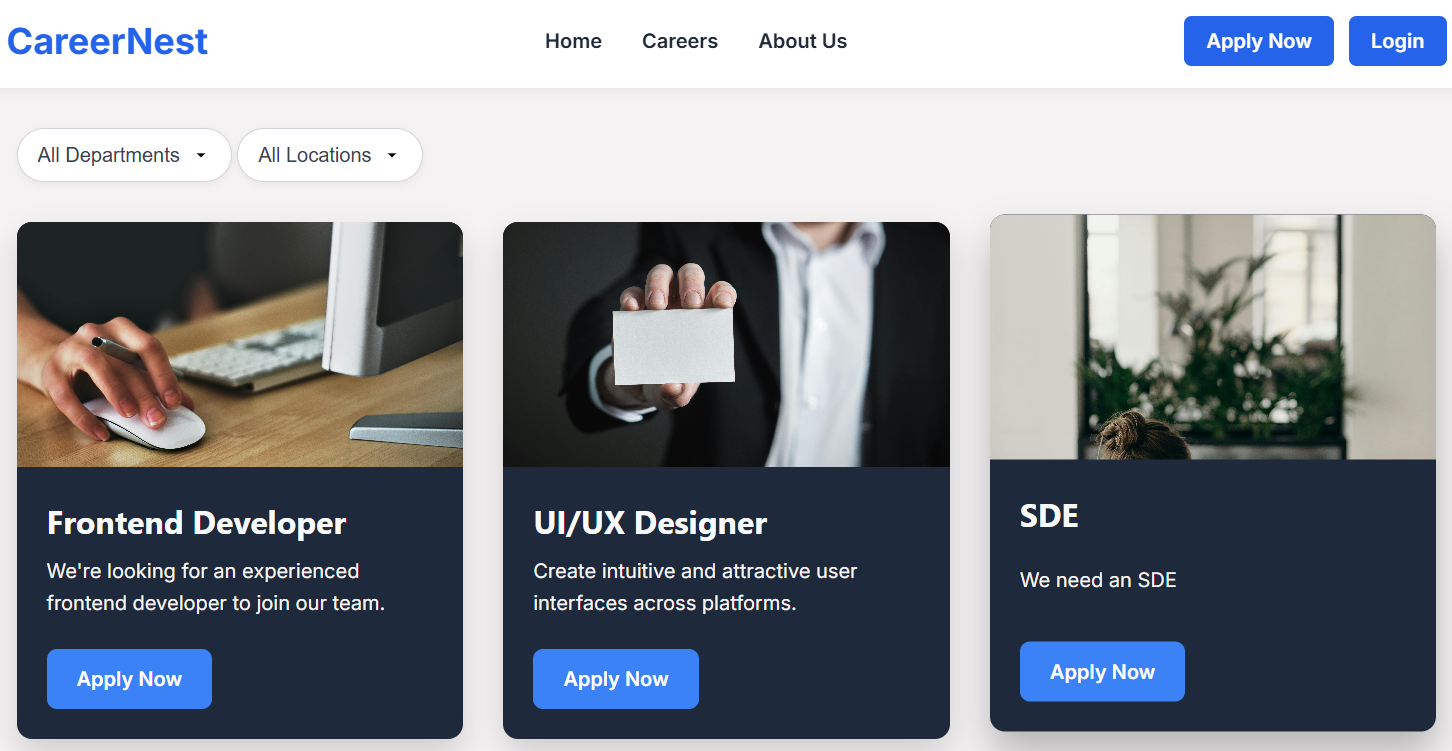 CareerNest
Home
Careers
About Us
Apply Now
Login
All Departments
All Locations
Frontend Developer
We're looking for an experienced
frontend developer to join our team.
Apply Now
UI/UX Designer
Create intuitive and attractive user
interfaces across platforms.
Apply Now
SDE
We need an SDE
Apply Now